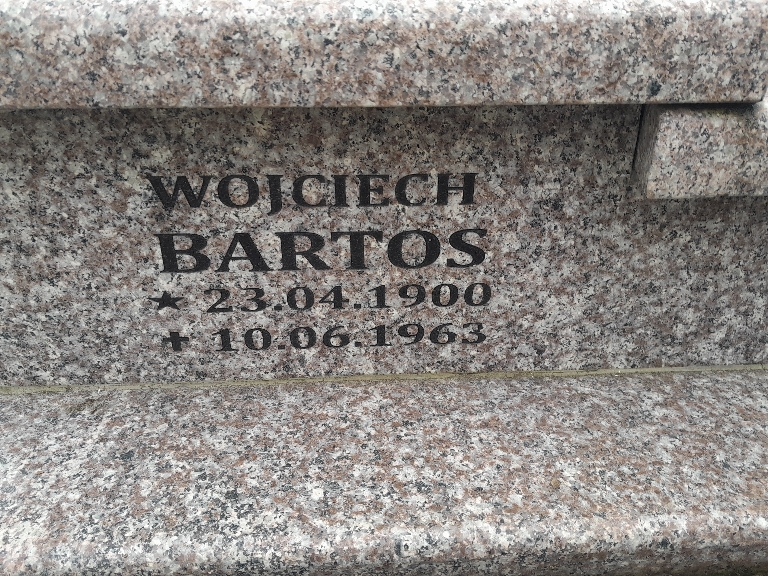 WOJCIECH
BARTOS
★ 23.04.1900
✝ 10.06.1963